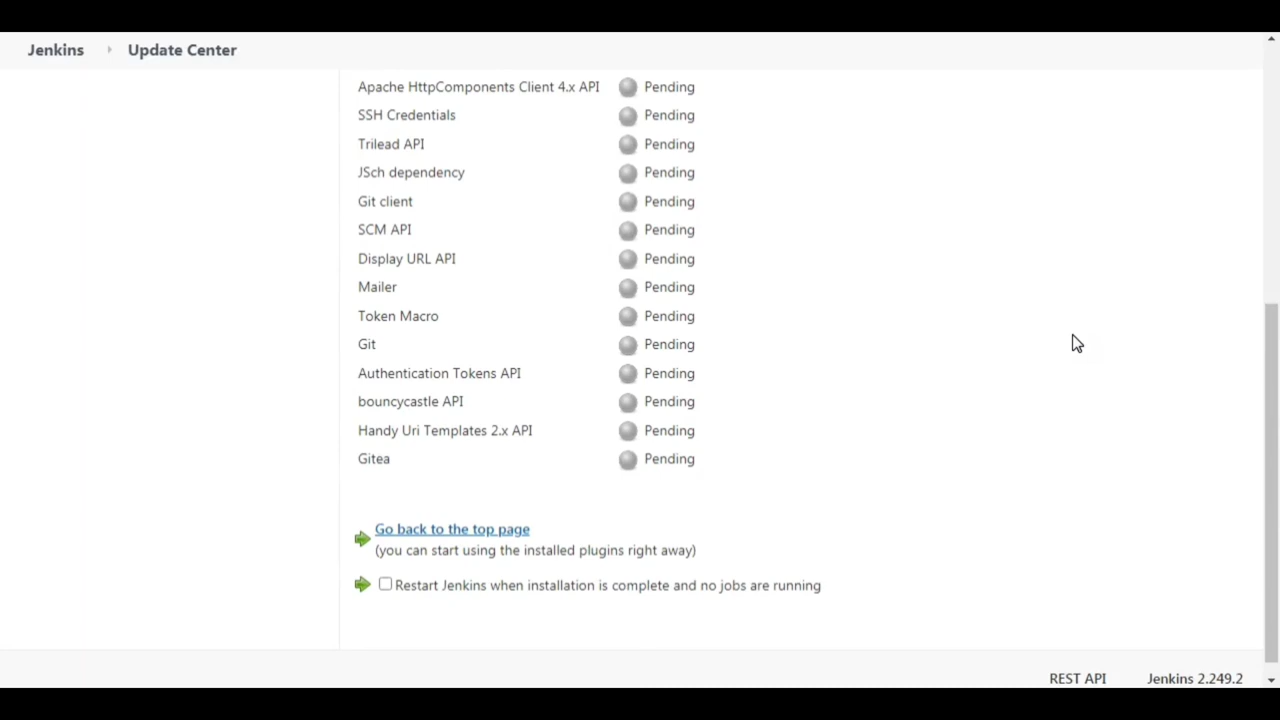 Jenkins Update Center
Apache HttpComponents Client 4.x API Pending
SSH Credentials Pending
Trilead API Pending
JSch dependency Pending
Git client Pending
SCM API Pending
Display URL API Pending
Mailer Pending
Token Macro Pending
Git Pending
Authentication Tokens API Pending
bouncycastle API Pending
Handy Uri Templates 2.x API Pending
Gitea Pending
Go back to the top page
(you can start using the installed plugins right away)
Restart Jenkins when installation is complete and no jobs are running
REST API Jenkins 2.249.2